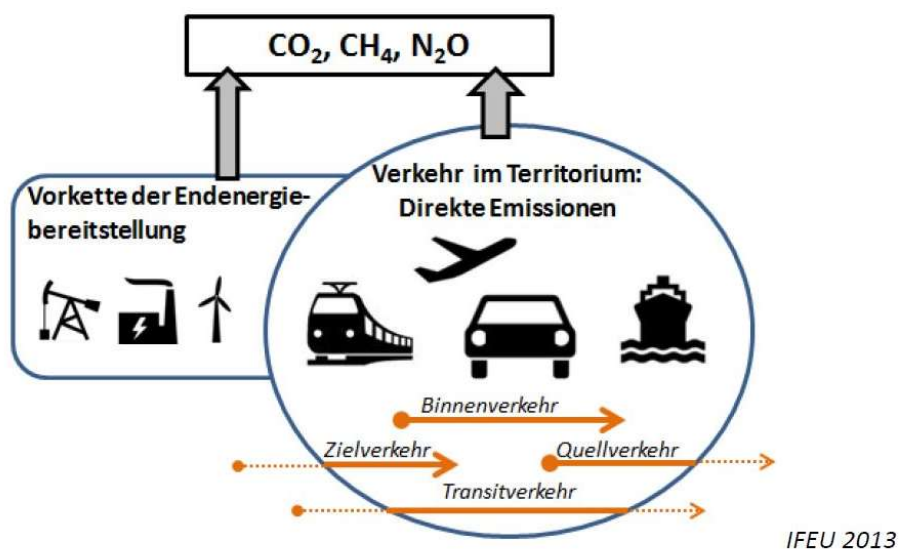 CO₂, CH₄, N₂O
Vorkette der Endenergie-
bereitstellung
Verkehr im Territorium:
Direkte Emissionen
Binnenverkehr
Zielverkehr
Quellverkehr
Transitverkehr
IFEU 2013